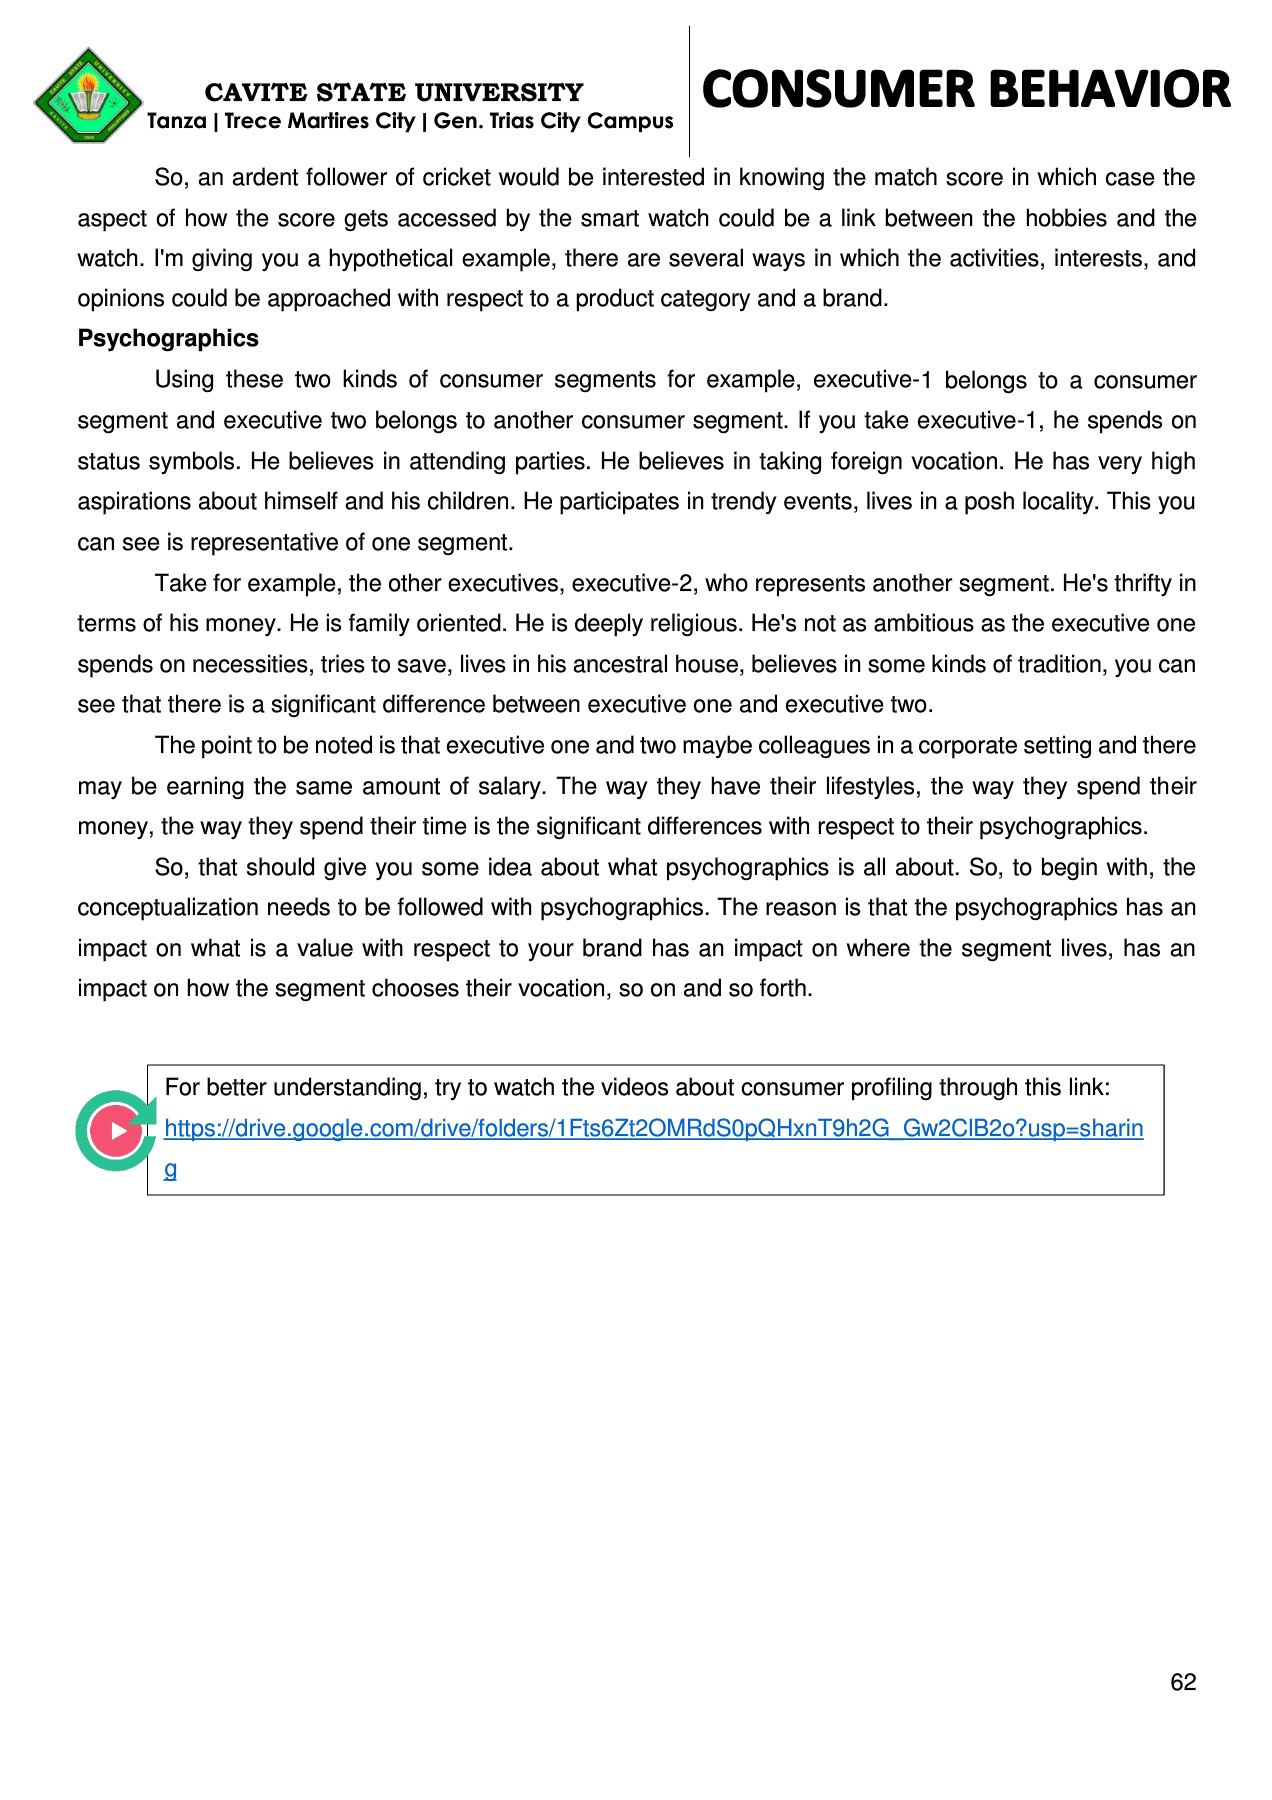 CAVITE STATE UNIVERSITY
Tanza | Trece Martires City | Gen. Trias City Campus
CONSUMER BEHAVIOR
So, an ardent follower of cricket would be interested in knowing the match score in which case the
aspect of how the score gets accessed by the smart watch could be a link between the hobbies and the
watch. I'm giving you a hypothetical example, there are several ways in which the activities, interests, and
opinions could be approached with respect to a product category and a brand.
Psychographics
Using these two kinds of consumer segments for example, executive-1 belongs to a consumer
segment and executive two belongs to another consumer segment. If you take executive-1, he spends on
status symbols. He believes in attending parties. He believes in taking foreign vocation. He has very high
aspirations about himself and his children. He participates in trendy events, lives in a posh locality. This you
can see is representative of one segment.
Take for example, the other executives, executive-2, who represents another segment. He's thrifty in
terms of his money. He is family oriented. He is deeply religious. He's not as ambitious as the executive one
spends on necessities, tries to save, lives in his ancestral house, believes in some kinds of tradition, you can
see that there is a significant difference between executive one and executive two.
The point to be noted is that executive one and two maybe colleagues in a corporate setting and there
may be earning the same amount of salary. The way they have their lifestyles, the way they spend their
money, the way they spend their time is the significant differences with respect to their psychographics.
So, that should give you some idea about what psychographics is all about. So, to begin with, the
conceptualization needs to be followed with psychographics. The reason is that the psychographics has an
impact on what is a value with respect to your brand has an impact on where the segment lives, has an
impact on how the segment chooses their vocation, so on and so forth.
For better understanding, try to watch the videos about consumer profiling through this link:
https://drive.google.com/drive/folders/1Fts6Zt2OMRdS0pQHxnT9h2G_Gw2ClB2o?usp=sharin
g
62